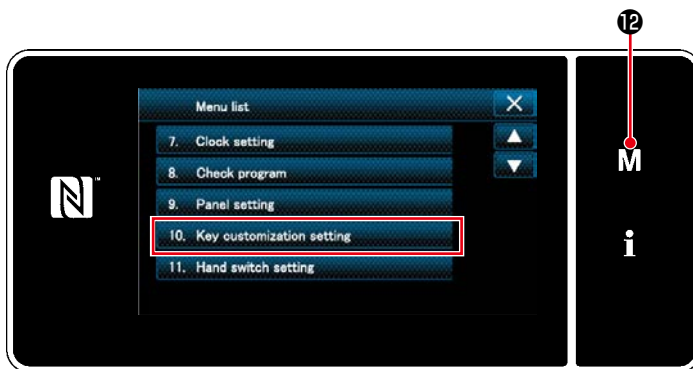 ⓬
Menu list
7. Clock setting
8. Check program
9. Panel setting
10. Key customization setting
11. Hand switch setting
N™
M
i